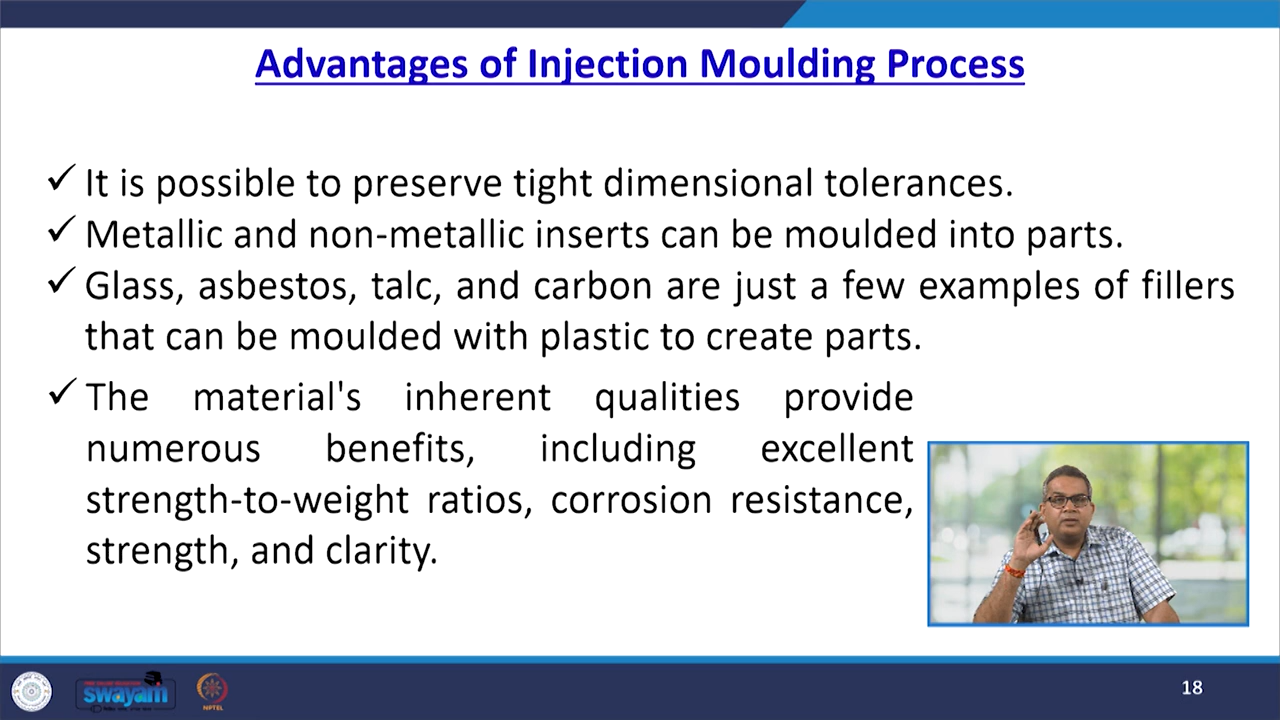 Advantages of Injection Moulding Process
✓ It is possible to preserve tight dimensional tolerances.
✓ Metallic and non-metallic inserts can be moulded into parts.
✓ Glass, asbestos, talc, and carbon are just a few examples of fillers
that can be moulded with plastic to create parts.
✓ The material's inherent qualities provide
numerous benefits, including excellent
strength-to-weight ratios, corrosion resistance,
strength, and clarity.
swayam
NPTEL
18